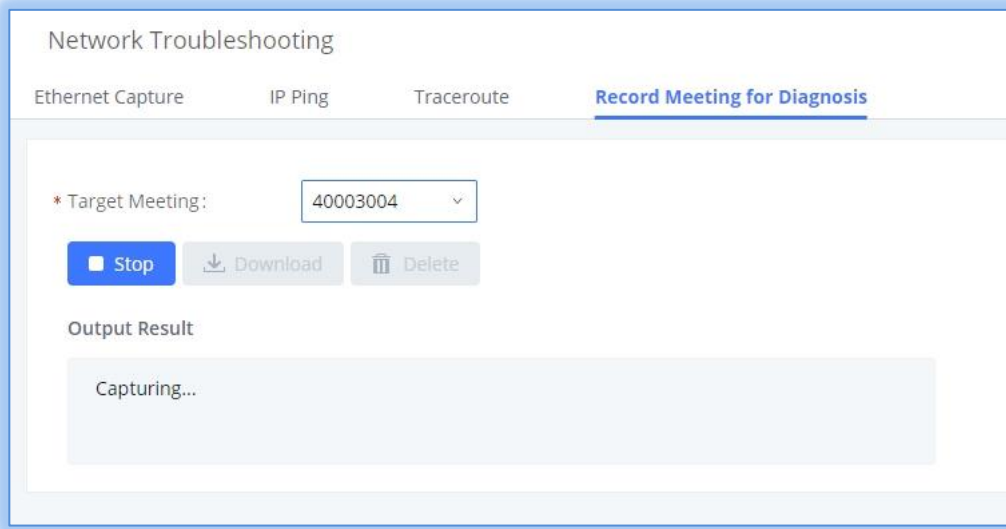 Network Troubleshooting
Ethernet Capture IP Ping Traceroute Record Meeting for Diagnosis
* Target Meeting: 40003004
Stop Download Delete
Output Result
Capturing...